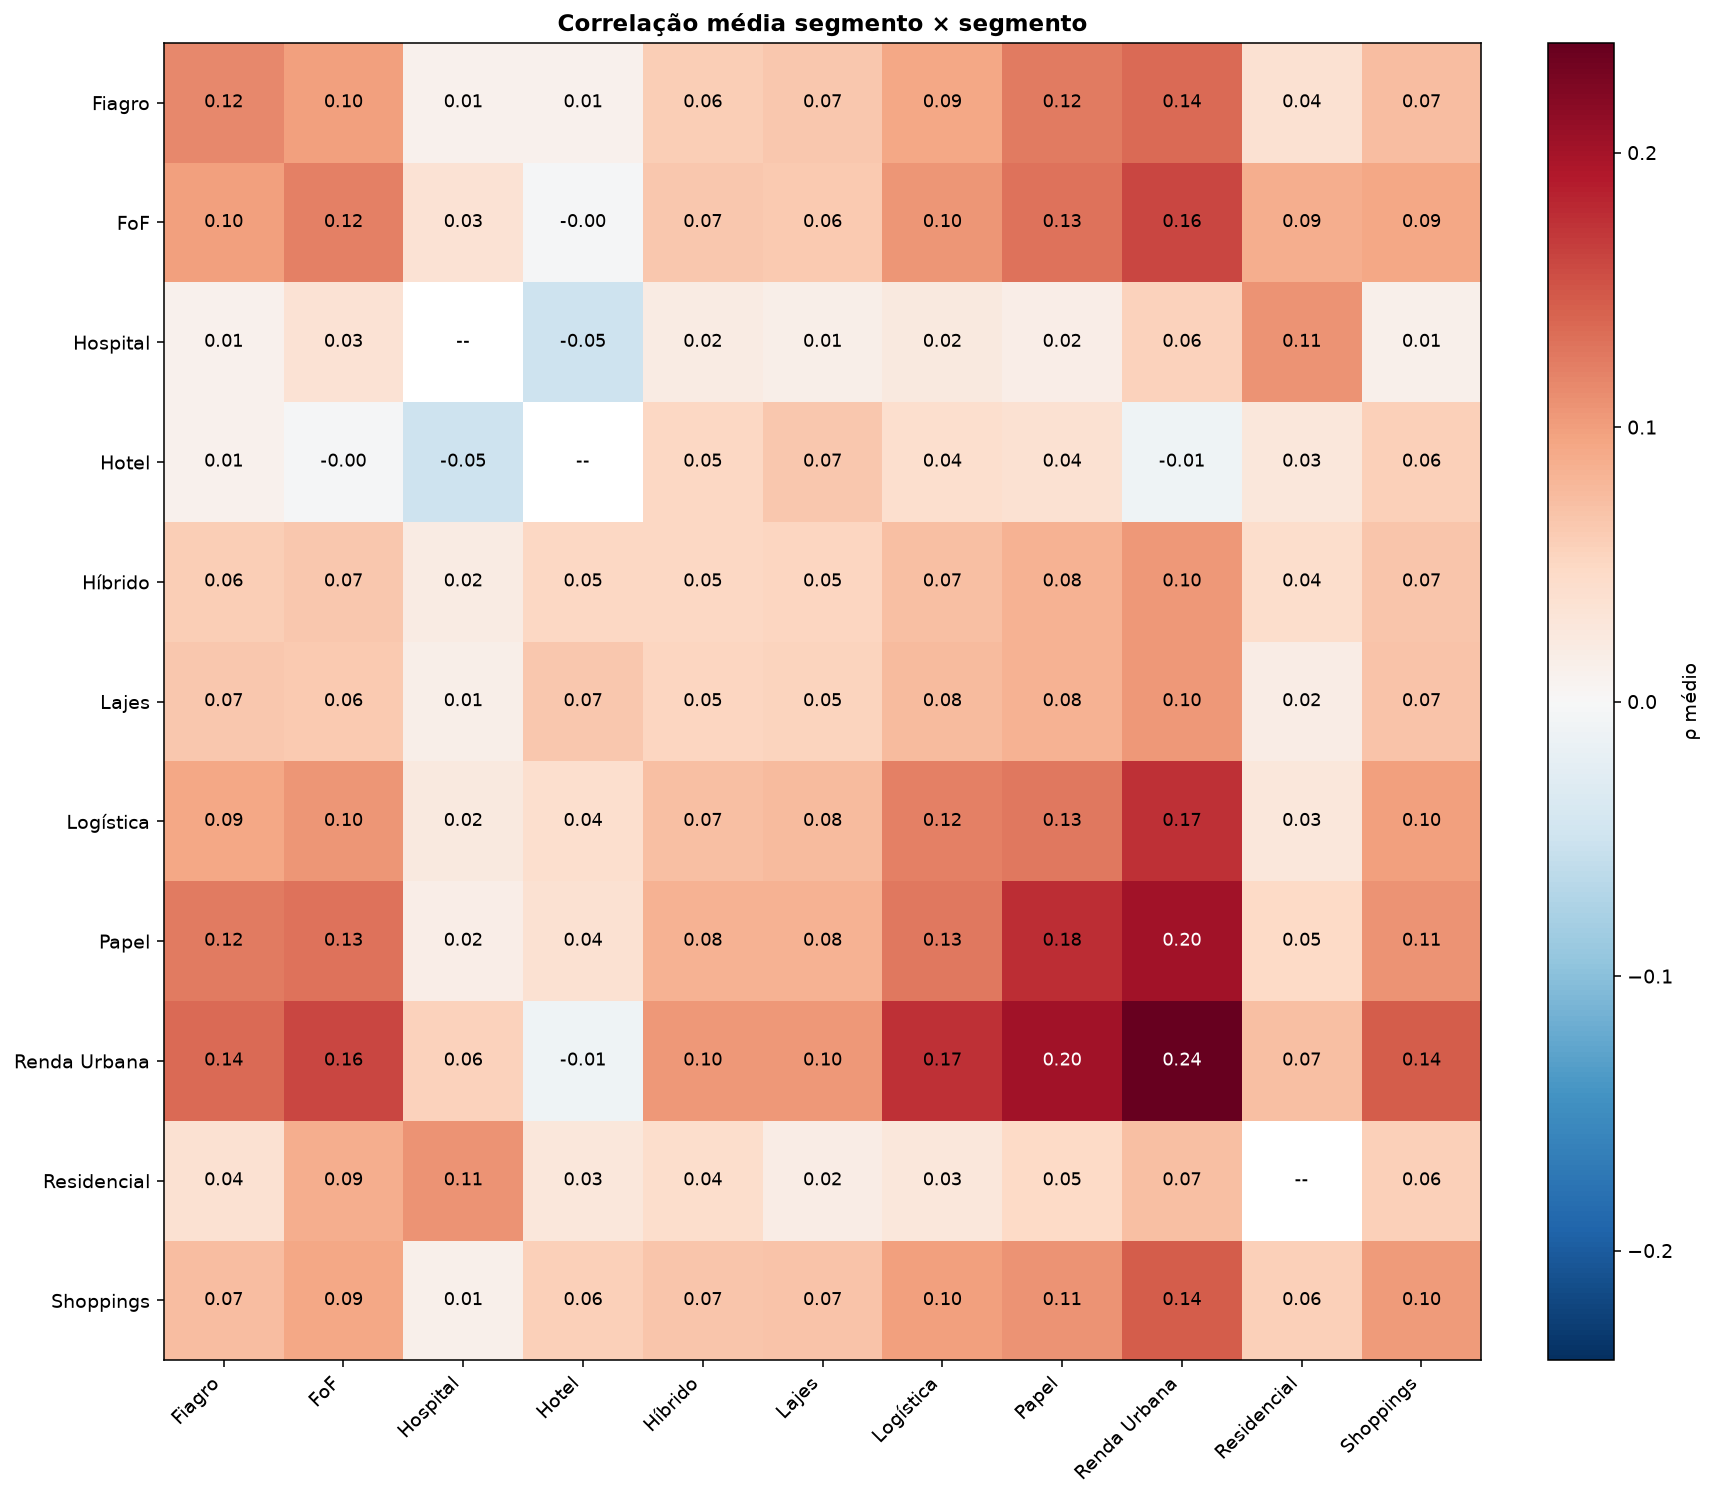 Correlação média segmento × segmento
Fiagro 0.12 0.10 0.01 0.01 0.06 0.07 0.09 0.12 0.14 0.04 0.07
FoF 0.10 0.12 0.03 -0.00 0.07 0.06 0.10 0.13 0.16 0.09 0.09
Hospital 0.01 0.03 -- -0.05 0.02 0.01 0.02 0.02 0.06 0.11 0.01
Hotel 0.01 -0.00 -0.05 -- 0.05 0.07 0.04 0.04 -0.01 0.03 0.06
Híbrido 0.06 0.07 0.02 0.05 0.05 0.05 0.07 0.08 0.10 0.04 0.07
Lajes 0.07 0.06 0.01 0.07 0.05 0.05 0.08 0.08 0.10 0.02 0.07
Logística 0.09 0.10 0.02 0.04 0.07 0.08 0.12 0.13 0.17 0.03 0.10
Papel 0.12 0.13 0.02 0.04 0.08 0.08 0.13 0.18 0.20 0.05 0.11
Renda Urbana 0.14 0.16 0.06 -0.01 0.10 0.10 0.17 0.20 0.24 0.07 0.14
Residencial 0.04 0.09 0.11 0.03 0.04 0.02 0.03 0.05 0.07 -- 0.06
Shoppings 0.07 0.09 0.01 0.06 0.07 0.07 0.10 0.11 0.14 0.06 0.10
Fiagro FoF Hospital Hotel Híbrido Lajes Logística Papel Renda Urbana Residencial Shoppings
0.2
0.1
0.0
−0.1
−0.2
ρ médio